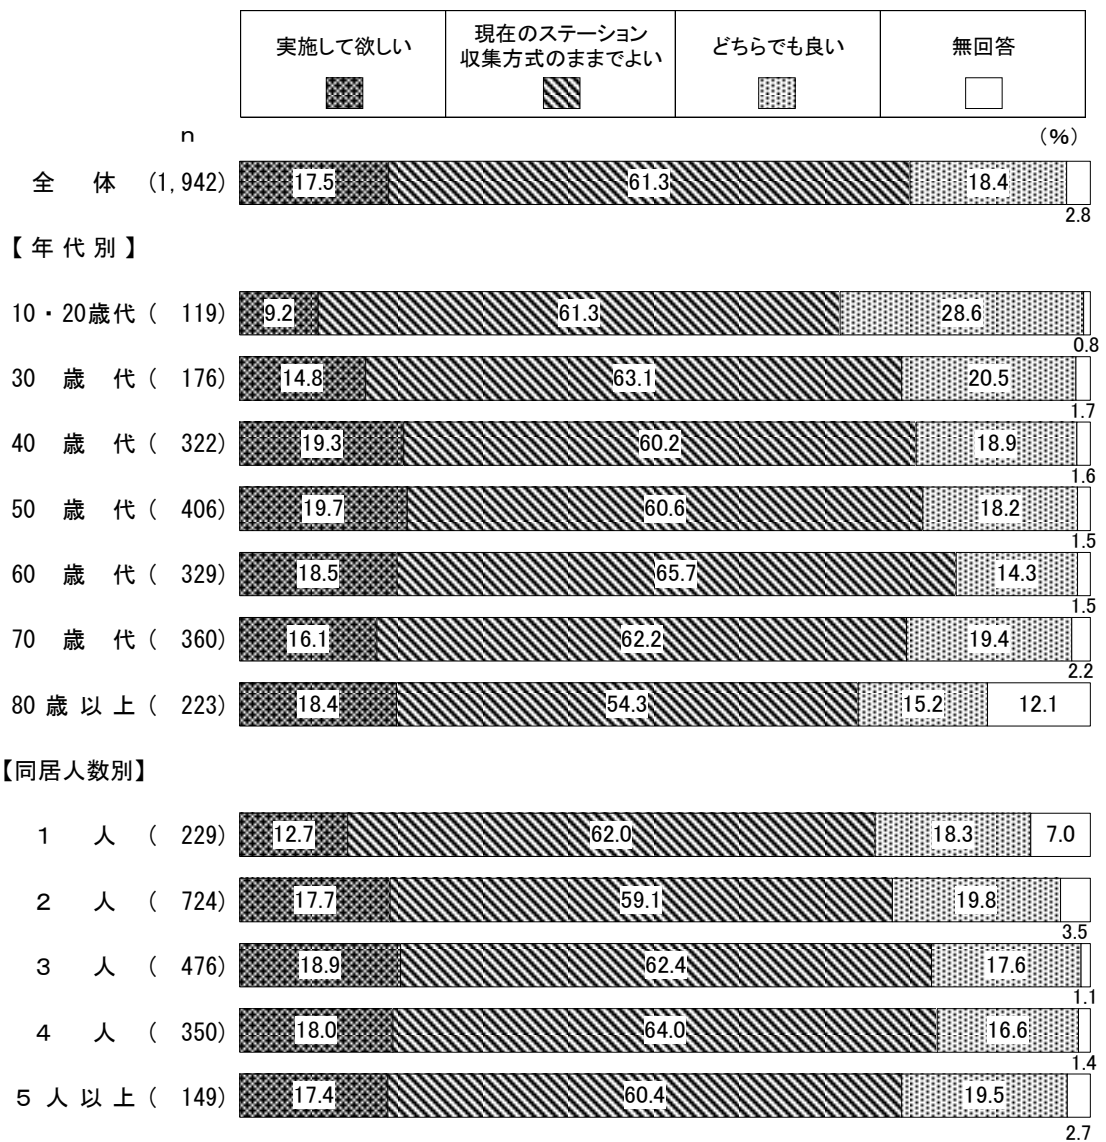 実施して欲しい
現在のステーション
収集方式のままでよい
どちらでも良い
無回答
n
(%)
全 体 (1,942) 17.5 61.3 18.4 2.8
【年代別】
10・20歳代 ( 119) 9.2 61.3 28.6 0.8
30 歳 代 ( 176) 14.8 63.1 20.5 1.7
40 歳 代 ( 322) 19.3 60.2 18.9 1.6
50 歳 代 ( 406) 19.7 60.6 18.2 1.5
60 歳 代 ( 329) 18.5 65.7 14.3 1.5
70 歳 代 ( 360) 16.1 62.2 19.4 2.2
80 歳 以 上 ( 223) 18.4 54.3 15.2 12.1
【同居人数別】
1 人 ( 229) 12.7 62.0 18.3 7.0
2 人 ( 724) 17.7 59.1 19.8 3.5
3 人 ( 476) 18.9 62.4 17.6 1.1
4 人 ( 350) 18.0 64.0 16.6 1.4
5 人 以 上 ( 149) 17.4 60.4 19.5 2.7